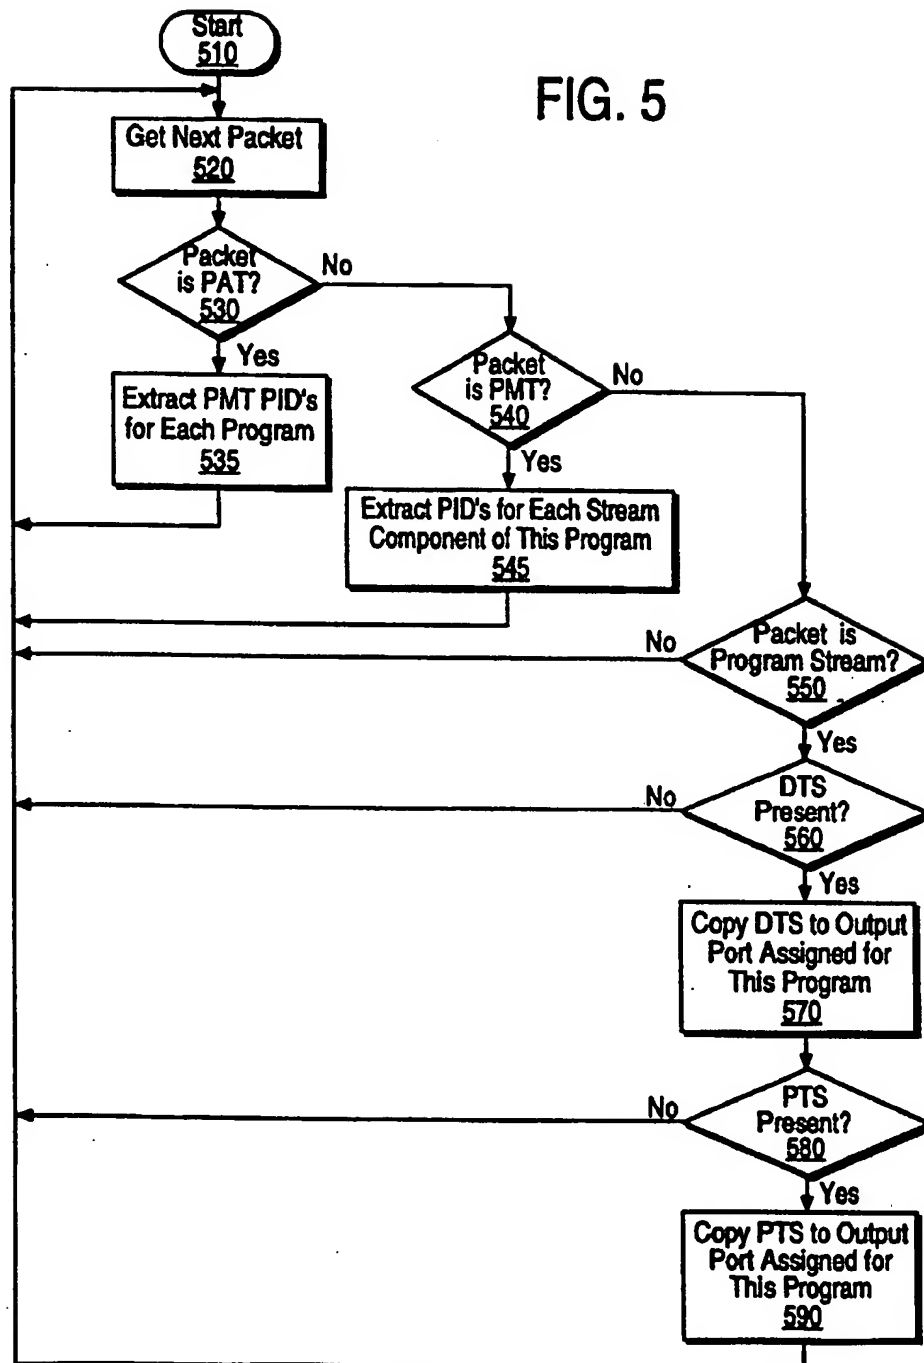 Start
510
FIG. 5
Get Next Packet
520
Packet
is PAT?
530
No
Yes
Packet
is PMT?
540
No
Yes
Extract PMT PID's
for Each Program
535
Extract PID's for Each Stream
Component of This Program
545
Packet is
Program Stream?
550
No
Yes
DTS
Present?
560
No
Yes
Copy DTS to Output
Port Assigned for
This Program
570
PTS
Present?
580
No
Yes
Copy PTS to Output
Port Assigned for
This Program
590